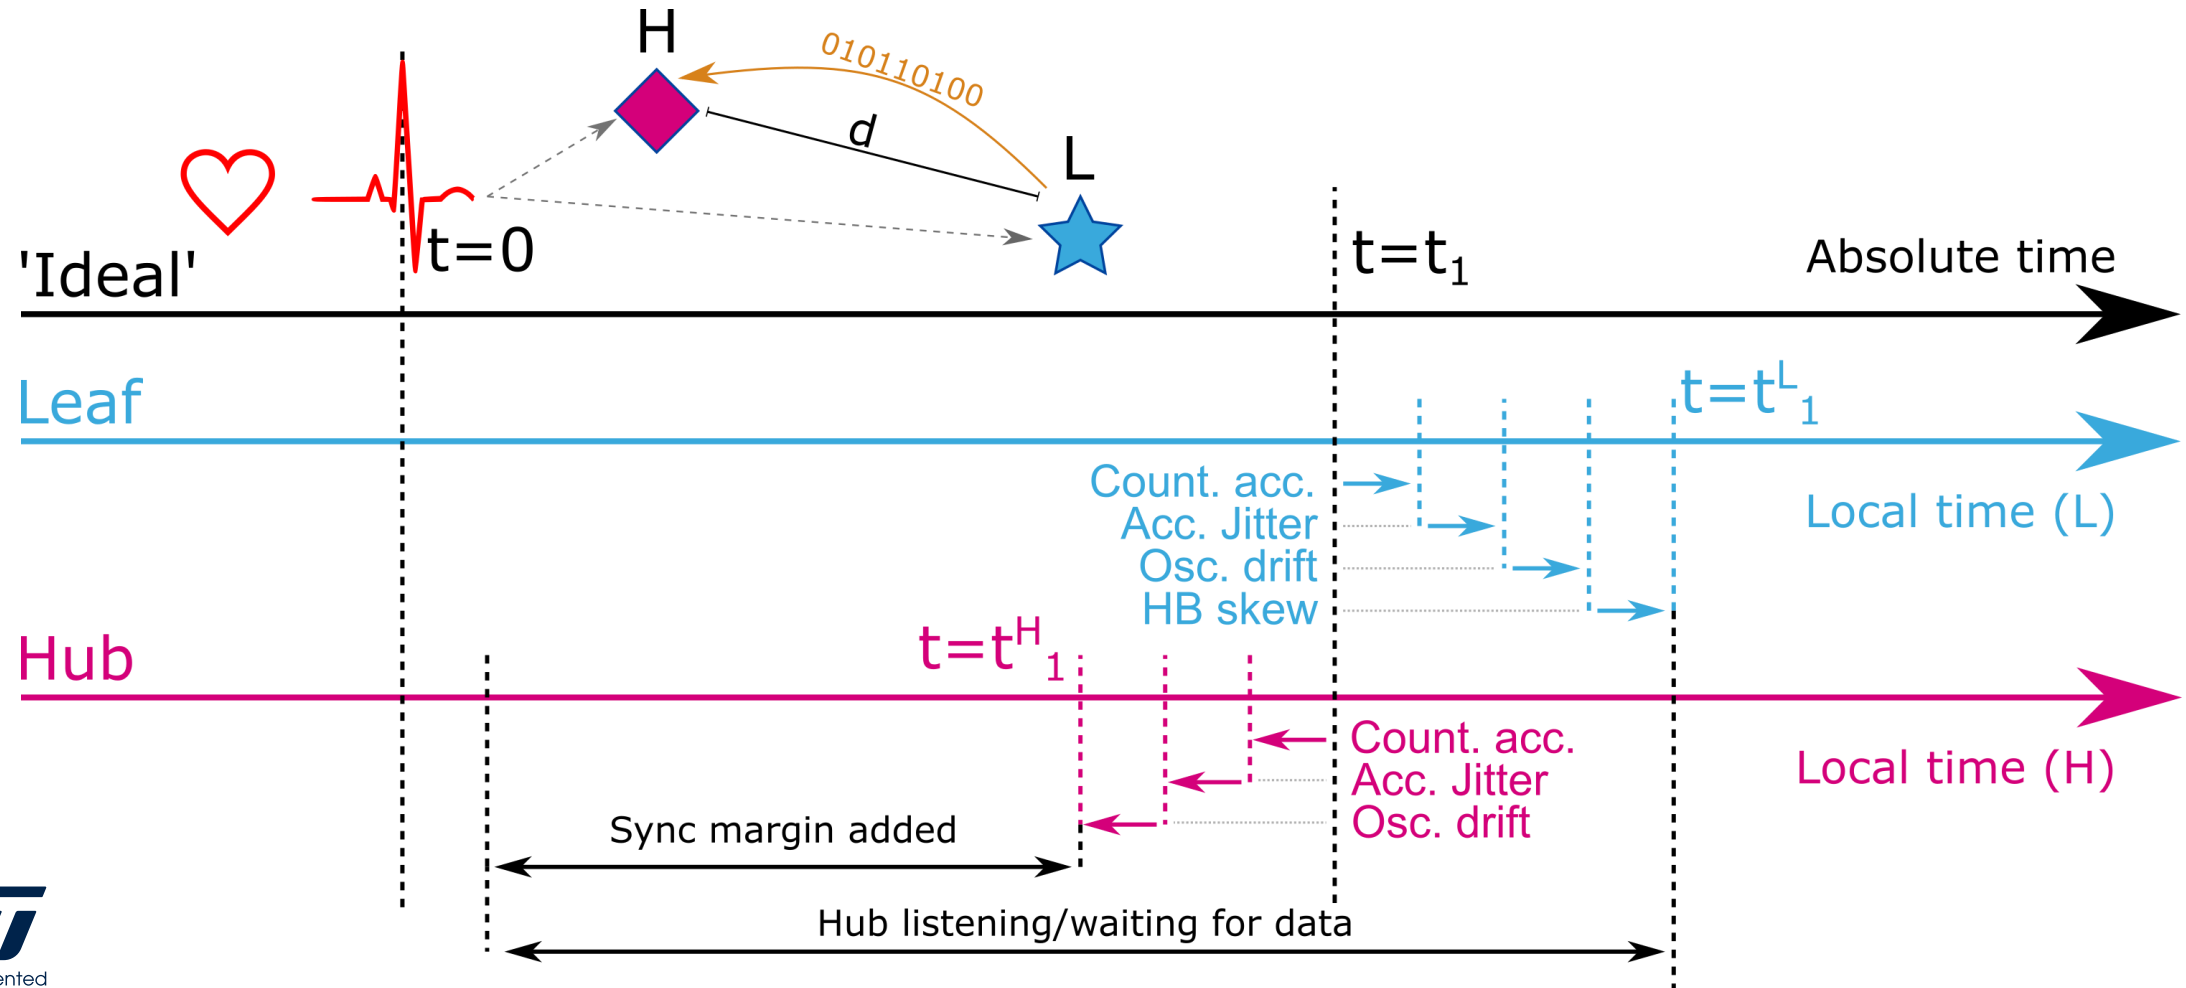 H
010110100
d
L
t=0
t=t1
'Ideal'
Absolute time
Leaf
t=tL1
Count. acc.
Acc. Jitter
Osc. drift
HB skew
Local time (L)
Hub
t=tH1
Count. acc.
Acc. Jitter
Osc. drift
Local time (H)
Sync margin added
Hub listening/waiting for data